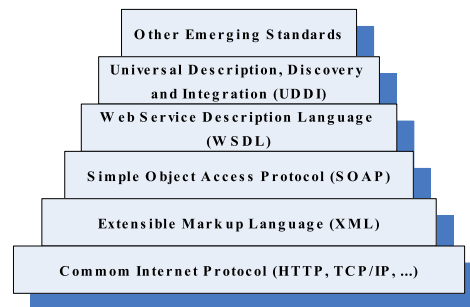 Other Emerging Standards
Universal Description, Discovery
and Integration (UDDI)
Web Service Description Language
(WSDL)
Simple Object Access Protocol (SOAP)
Extensible Markup Language (XML)
Commom Internet Protocol (HTTP, TCP/IP, ...)